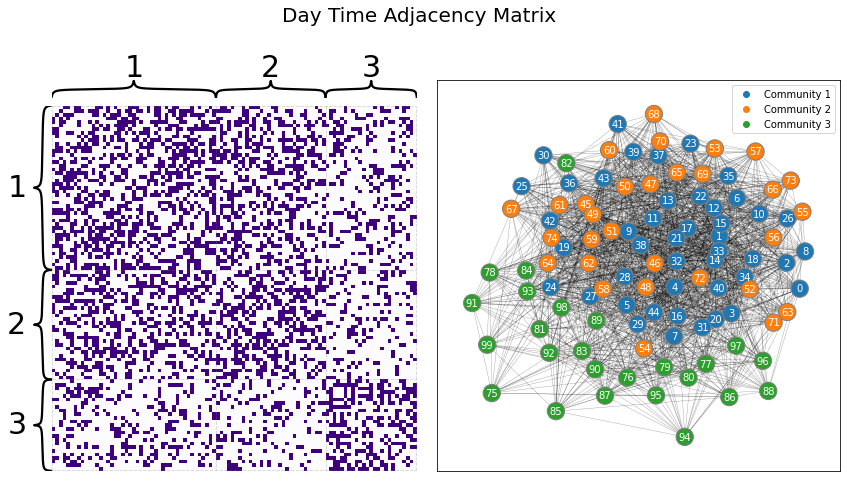 Day Time Adjacency Matrix
1 2 3
1
2
3
Community 1
Community 2
Community 3
68
41
70
23
60 39 37 53 57
30
82
65 69 35
36 43 50 47 73
25 66
13 22 6
61 45 12
67 49 11 10 26 55
42 15
51 9 17
74 59 21 1 56
19 38 33 8
64 62 46 32 14 18 2
78 84 28 72 34
93 24 58 48 4 40 52 0
91 27
98 5
44 16 3 63
89 29 20 71
81 31
7
99 54 97
92 83
79 77 96
90
76 80
75 88
87 95 86
85
94